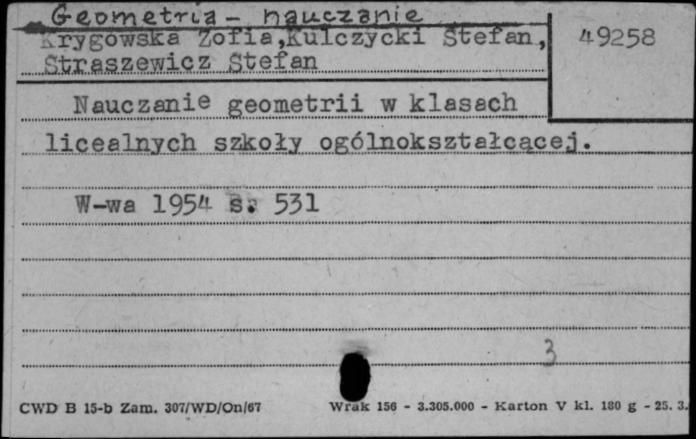 Geometria - nauczanie
Krygowska Zofia, Kulczycki Stefan,
Straszewicz Stefan
49258
Nauczanie geometrii w klasach
licealnych szkoły ogólnokształcącej.
W-wa 1954 s. 531
3
CWD B 15-b Zam. 307/WD/On/67
Wrak 156 - 3.305.000 - Karton V kl. 180 g - 25. 3.